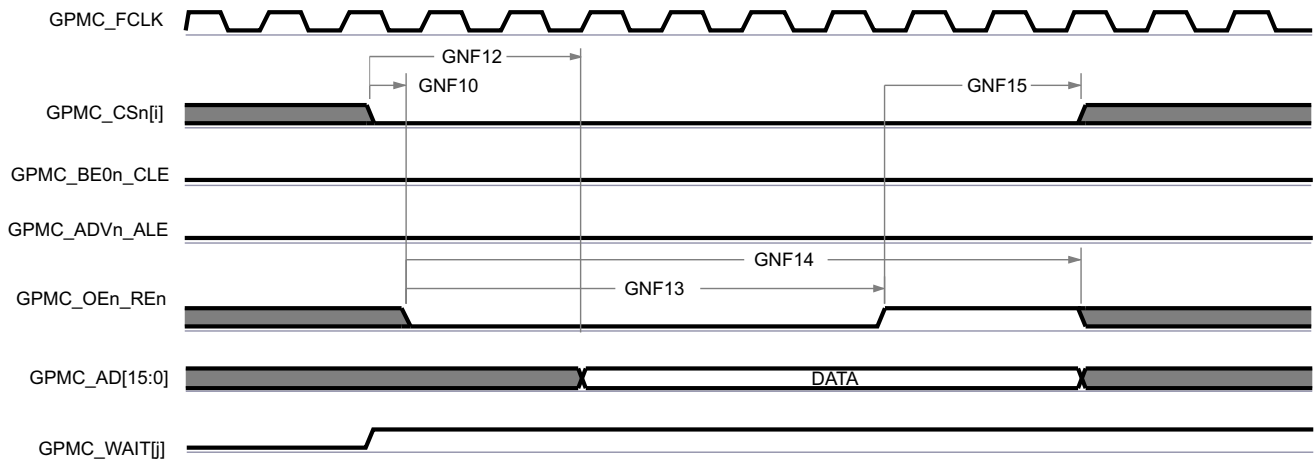 GPMC_FCLK
GNF12
GNF10
GNF15
GPMC_CSn[i]
GPMC_BE0n_CLE
GPMC_ADVn_ALE
GNF14
GNF13
GPMC_OEn_REn
GPMC_AD[15:0]
DATA
GPMC_WAIT[j]